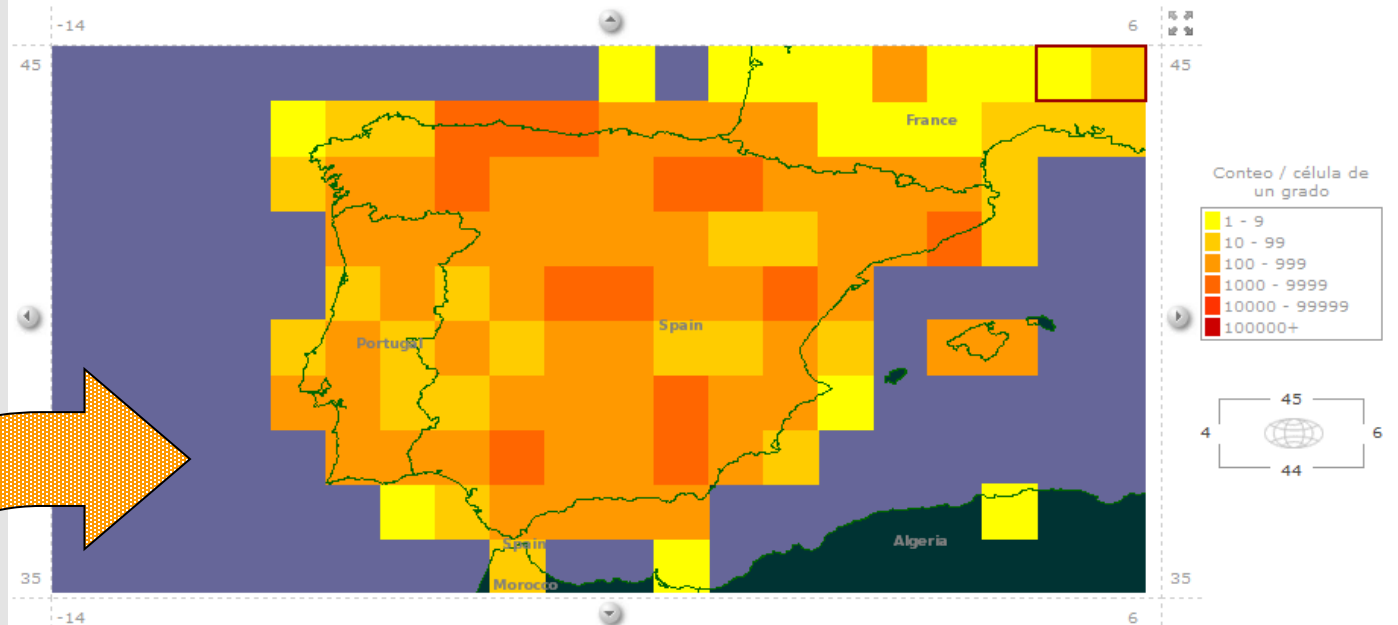 -14
6
45
45
France
Conteo / célula de
un grado
1 - 9
10 - 99
100 - 999
1000 - 9999
10000 - 99999
100000+
Spain
Portugal
45
4
6
44
Spain
Algeria
Morocco
35
35
-14
6